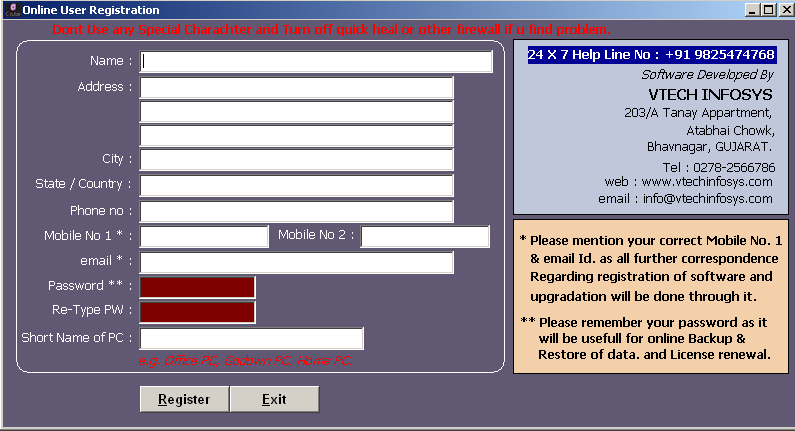 Online User Registration
Dont Use any Special Charachter and Turn off quick heal or other firewall if u find problem.
Name :
Address :
City :
State / Country :
Phone no :
Mobile No 1 * :
Mobile No 2 :
email * :
Password ** :
Re-Type PW :
Short Name of PC :
e.g. Office PC, Godown PC, Home PC.
Register
Exit
24 X 7 Help Line No : +91 9825474768
Software Developed By
VTECH INFOSYS
203/A Tanay Appartment,
Atabhai Chowk,
Bhavnagar, GUJARAT.
Tel : 0278-2566786
web : www.vtechinfosys.com
email : info@vtechinfosys.com
* Please mention your correct Mobile No. 1
& email Id. as all further correspondence
Regarding registration of software and
upgradation will be done through it.
** Please remember your password as it
will be usefull for online Backup &
Restore of data. and License renewal.